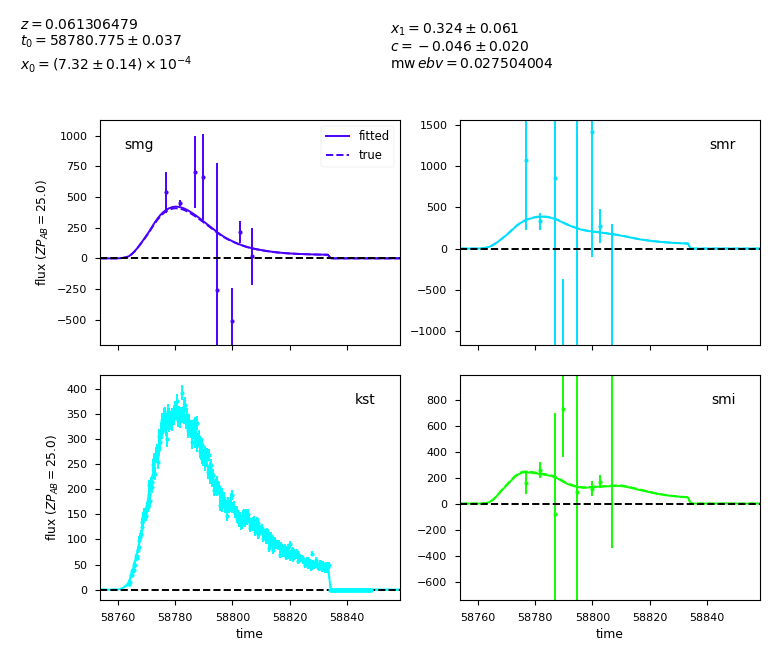 z = 0.061306479
t₀ = 58780.775 ± 0.037
x₀ = (7.32 ± 0.14) × 10⁻⁴
x₁ = 0.324 ± 0.061
c = −0.046 ± 0.020
mw ebv = 0.027504004
smg
fitted
true
flux (ZP_AB = 25.0)
1000
750
500
250
0
−250
−500
smr
1500
1000
500
0
−500
−1000
kst
flux (ZP_AB = 25.0)
400
350
300
250
200
150
100
50
0
58760 58780 58800 58820 58840
time
smi
800
600
400
200
0
−200
−400
−600
58760 58780 58800 58820 58840
time